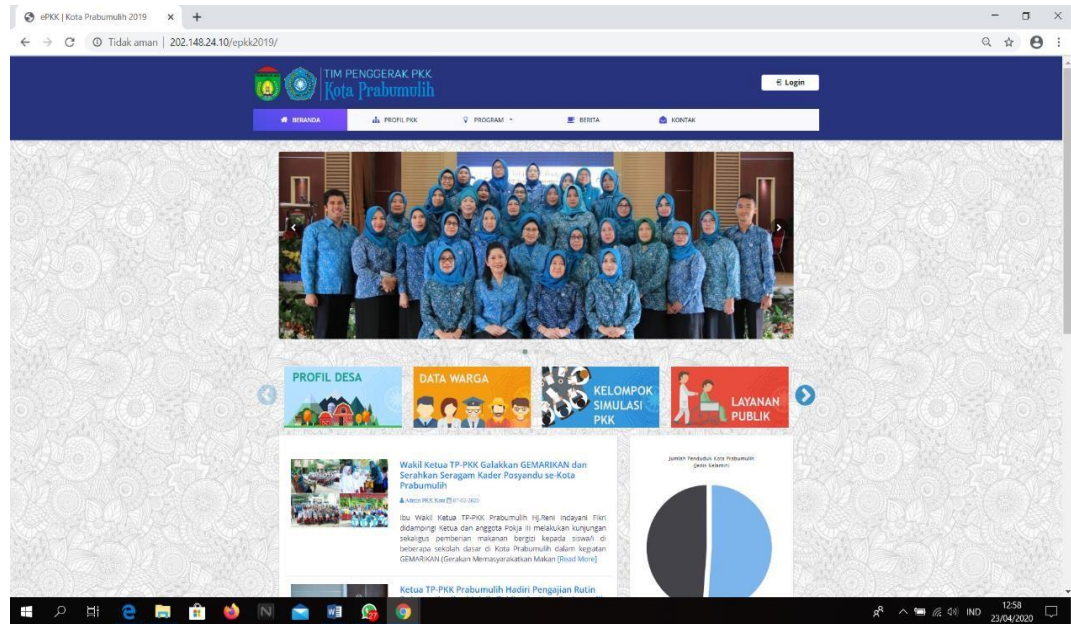 ePKK | Kota Prabumulih 2019
Tidak aman | 202.148.24.10/epkk2019/
TIM PENGGERAK PKK
Kota Prabumulih
Login
BERANDA PROFIL PKK PROGRAM BERITA KONTAK
PROFIL DESA
DATA WARGA
KELOMPOK
SIMULASI
PKK
LAYANAN
PUBLIK
Wakil Ketua TP-PKK Galakkan GEMARIKAN dan
Serahkan Seragam Kader Posyandu se-Kota
Prabumulih
Ibu Wakil Ketua TP-PKK Prabumulih Hj.Reni Indayani Fikri
didampingi Ketua dan anggota Pokja III melakukan kunjungan
sekaligus pemberian makanan bergizi kepada siswa/i di
beberapa sekolah dasar di Kota Prabumulih dalam kegiatan
GEMARIKAN (Gerakan Memasyarakatkan Makan [Read More]
Ketua TP-PKK Prabumulih Hadiri Pengajian Rutin
Jumlah Penduduk Kota Prabumulih
(Jenis Kelamin)
IND
12:58
23/04/2020